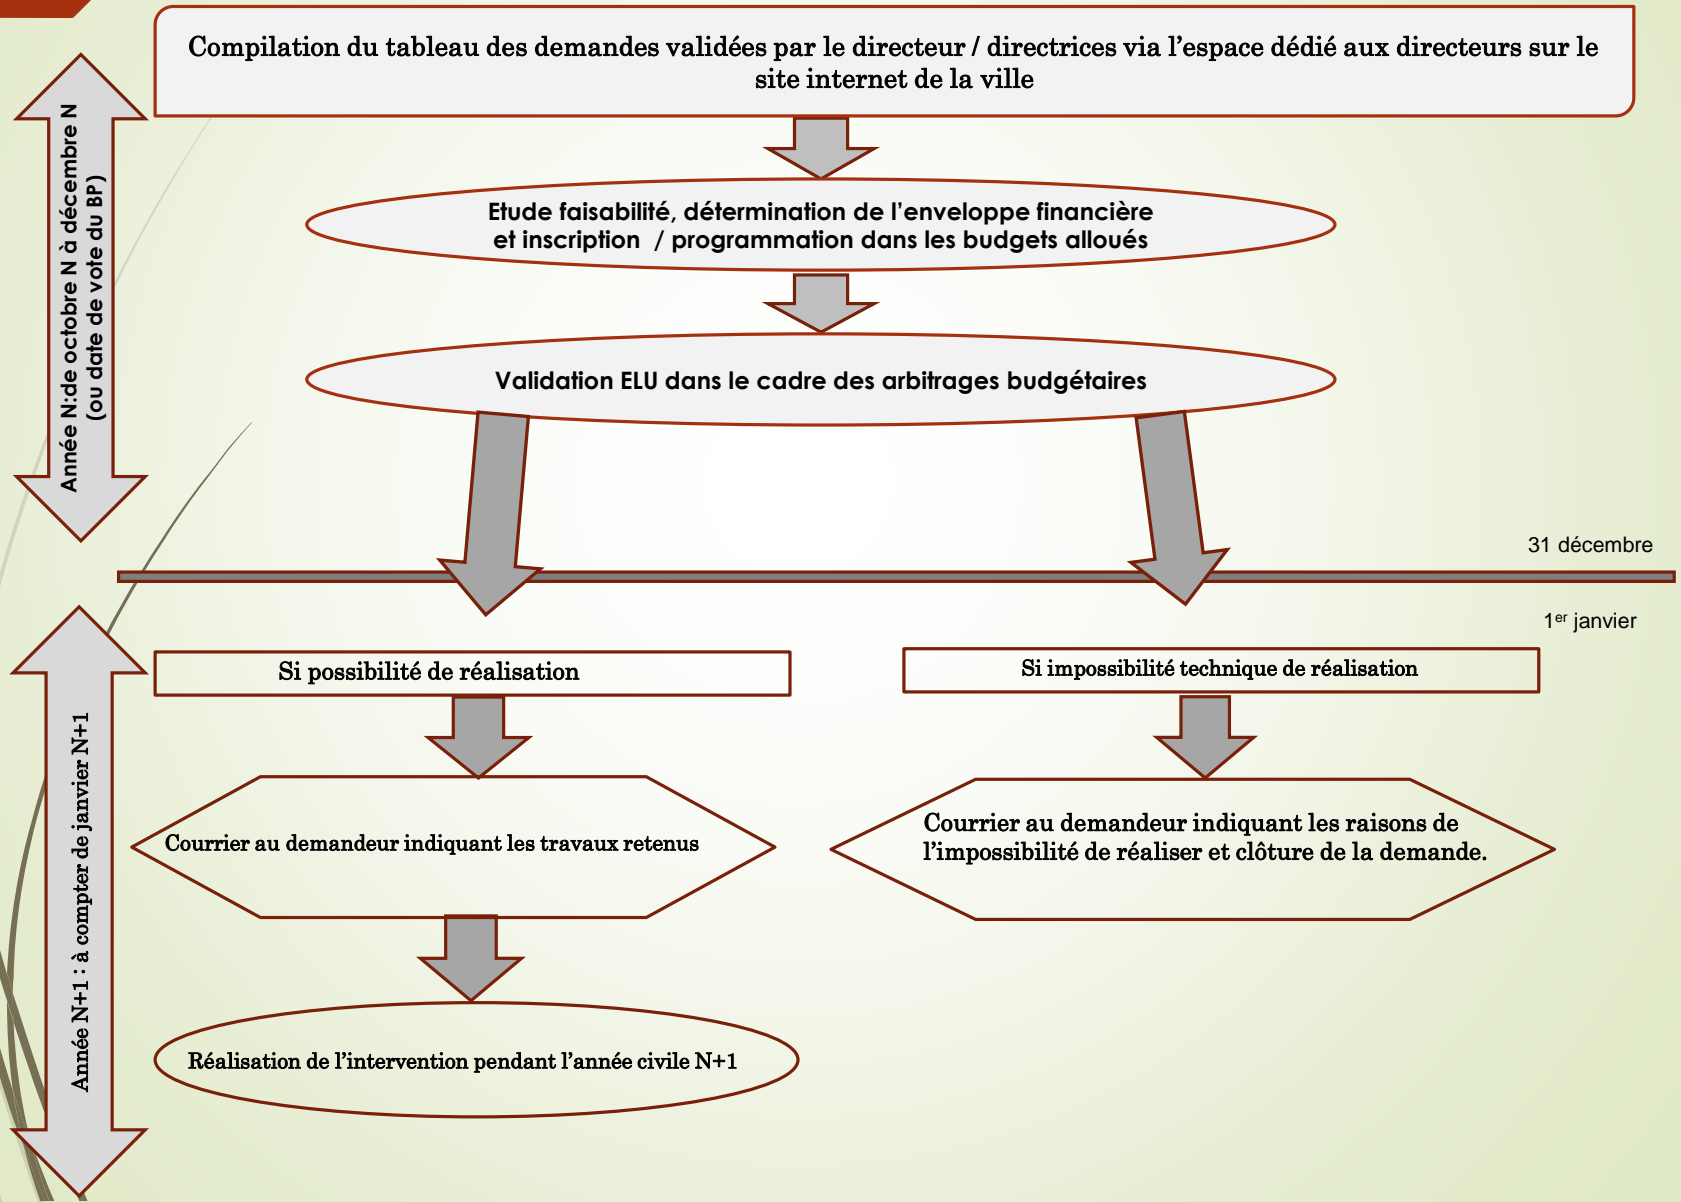 Compilation du tableau des demandes validées par le directeur / directrices via l'espace dédié aux directeurs sur le
site internet de la ville
Année N:de octobre N à décembre N
(ou date de vote du BP)
Etude faisabilité, détermination de l'enveloppe financière
et inscription / programmation dans les budgets alloués
Validation ELU dans le cadre des arbitrages budgétaires
31 décembre
1er janvier
Année N+1 : à compter de janvier N+1
Si possibilité de réalisation
Si impossibilité technique de réalisation
Courrier au demandeur indiquant les travaux retenus
Courrier au demandeur indiquant les raisons de
l'impossibilité de réaliser et clôture de la demande.
Réalisation de l'intervention pendant l'année civile N+1